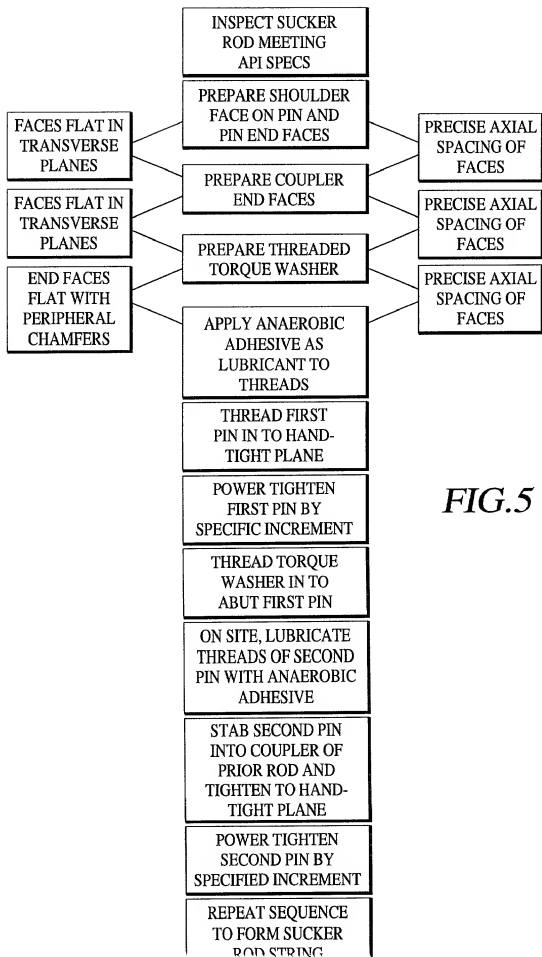 INSPECT SUCKER
ROD MEETING
API SPECS
PREPARE SHOULDER
FACE ON PIN AND
PIN END FACES
FACES FLAT IN
TRANSVERSE
PLANES
PRECISE AXIAL
SPACING OF
FACES
PREPARE COUPLER
END FACES
FACES FLAT IN
TRANSVERSE
PLANES
PRECISE AXIAL
SPACING OF
FACES
PREPARE THREADED
TORQUE WASHER
END FACES
FLAT WITH
PERIPHERAL
CHAMFERS
PRECISE AXIAL
SPACING OF
FACES
APPLY ANAEROBIC
ADHESIVE AS
LUBRICANT TO
THREADS
THREAD FIRST
PIN IN TO HAND-
TIGHT PLANE
POWER TIGHTEN
FIRST PIN BY
SPECIFIC INCREMENT
FIG.5
THREAD TORQUE
WASHER IN TO
ABUT FIRST PIN
ON SITE, LUBRICATE
THREADS OF SECOND
PIN WITH ANAEROBIC
ADHESIVE
STAB SECOND PIN
INTO COUPLER OF
PRIOR ROD AND
TIGHTEN TO HAND-
TIGHT PLANE
POWER TIGHTEN
SECOND PIN BY
SPECIFIED INCREMENT
REPEAT SEQUENCE
TO FORM SUCKER
ROD STRING